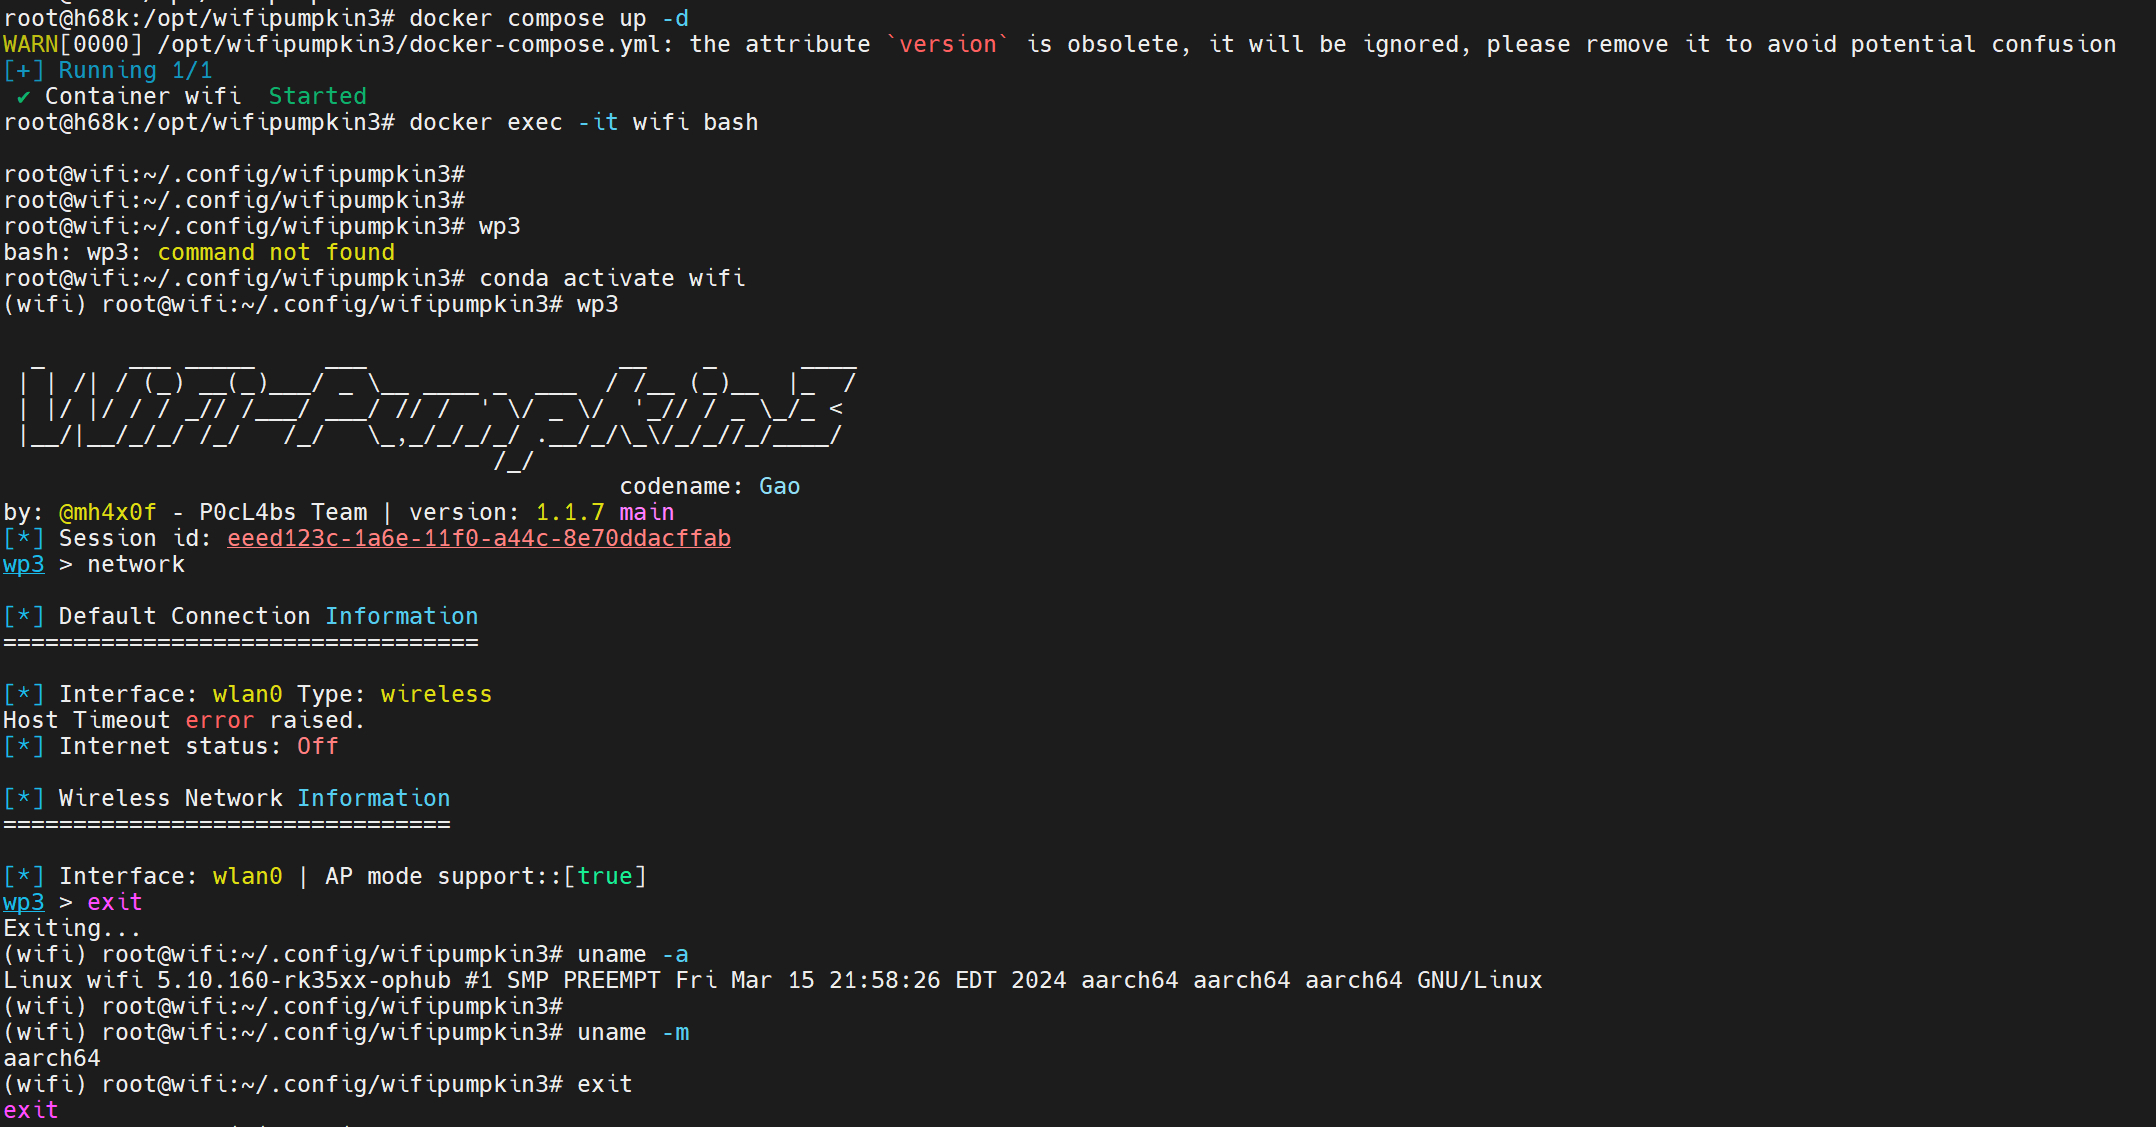 root@h68k:/opt/wifipumpkin3# docker compose up -d
WARN[0000] /opt/wifipumpkin3/docker-compose.yml: the attribute `version` is obsolete, it will be ignored, please remove it to avoid potential confusion
[+] Running 1/1
 ✔ Container wifi  Started
root@h68k:/opt/wifipumpkin3# docker exec -it wifi bash
root@wifi:~/.config/wifipumpkin3#
root@wifi:~/.config/wifipumpkin3#
root@wifi:~/.config/wifipumpkin3# wp3
bash: wp3: command not found
root@wifi:~/.config/wifipumpkin3# conda activate wifi
(wifi) root@wifi:~/.config/wifipumpkin3# wp3
WiFi-Pumpkin3
codename: Gao
by: @mh4x0f - P0cL4bs Team | version: 1.1.7 main
[*] Session id: eeed123c-1a6e-11f0-a44c-8e70ddacffab
wp3 > network
[*] Default Connection Information
==================================
[*] Interface: wlan0 Type: wireless
Host Timeout error raised.
[*] Internet status: Off
[*] Wireless Network Information
================================
[*] Interface: wlan0 | AP mode support::[true]
wp3 > exit
Exiting...
(wifi) root@wifi:~/.config/wifipumpkin3# uname -a
Linux wifi 5.10.160-rk35xx-ophub #1 SMP PREEMPT Fri Mar 15 21:58:26 EDT 2024 aarch64 aarch64 aarch64 GNU/Linux
(wifi) root@wifi:~/.config/wifipumpkin3#
(wifi) root@wifi:~/.config/wifipumpkin3# uname -m
aarch64
(wifi) root@wifi:~/.config/wifipumpkin3# exit
exit